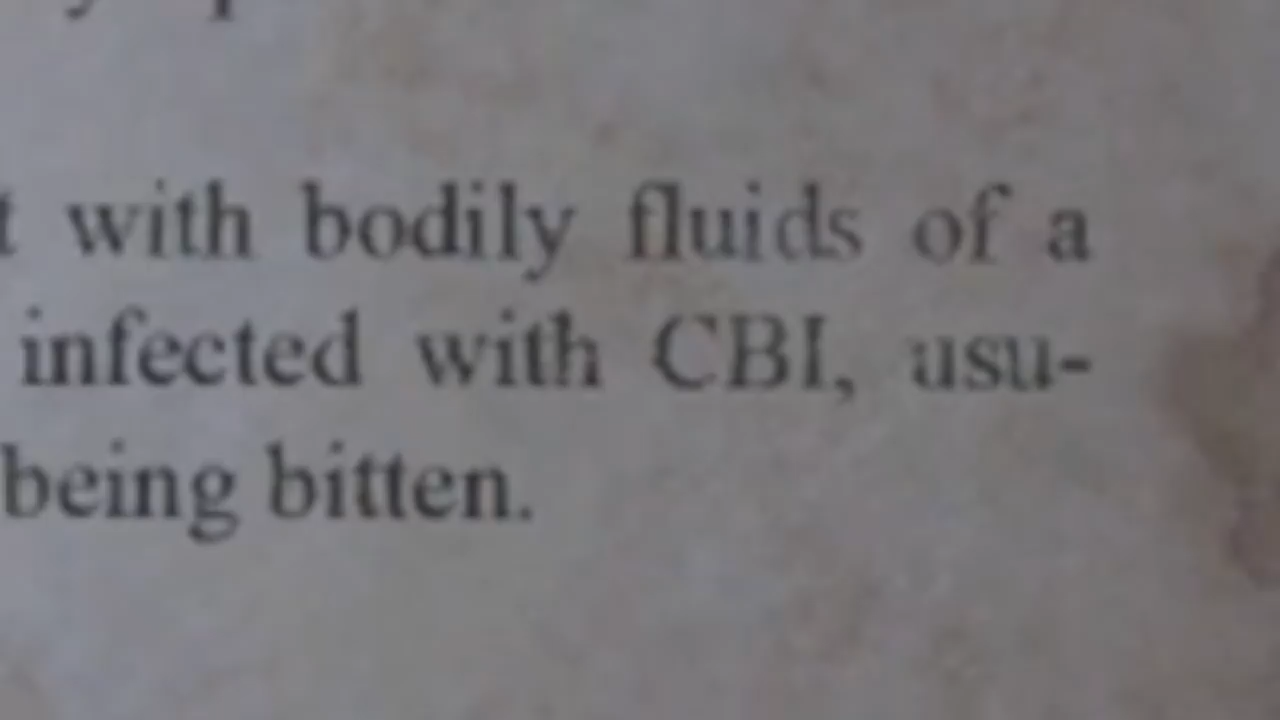 with bodily fluids of a
infected with CBI, usu-
being bitten.